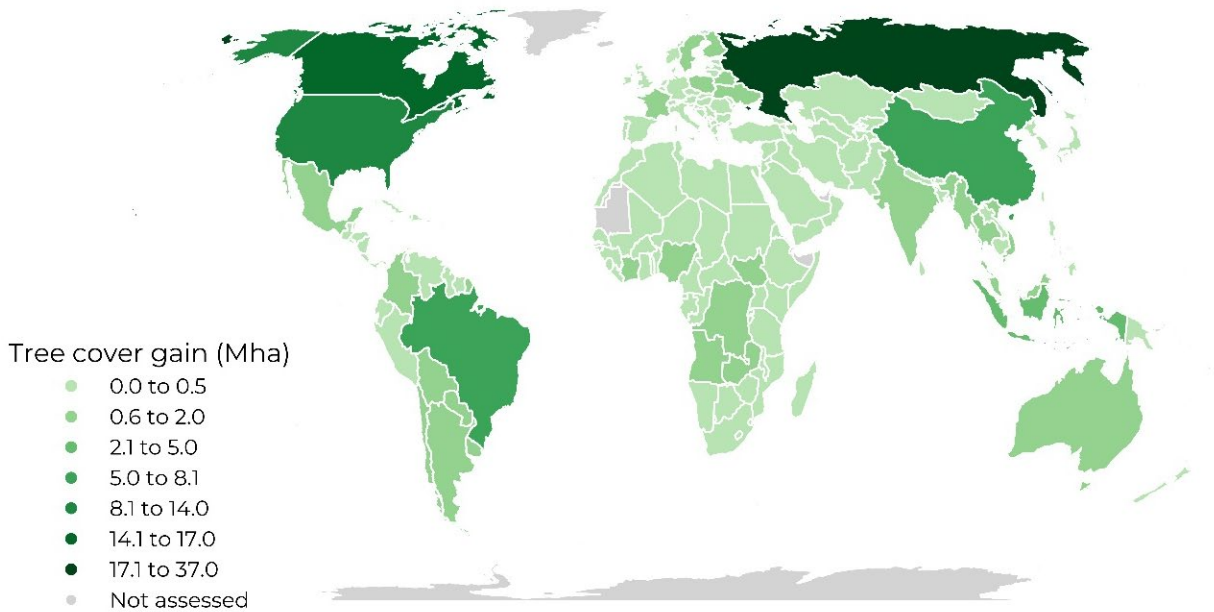 Tree cover gain (Mha)
0.0 to 0.5
0.6 to 2.0
2.1 to 5.0
5.0 to 8.1
8.1 to 14.0
14.1 to 17.0
17.1 to 37.0
Not assessed